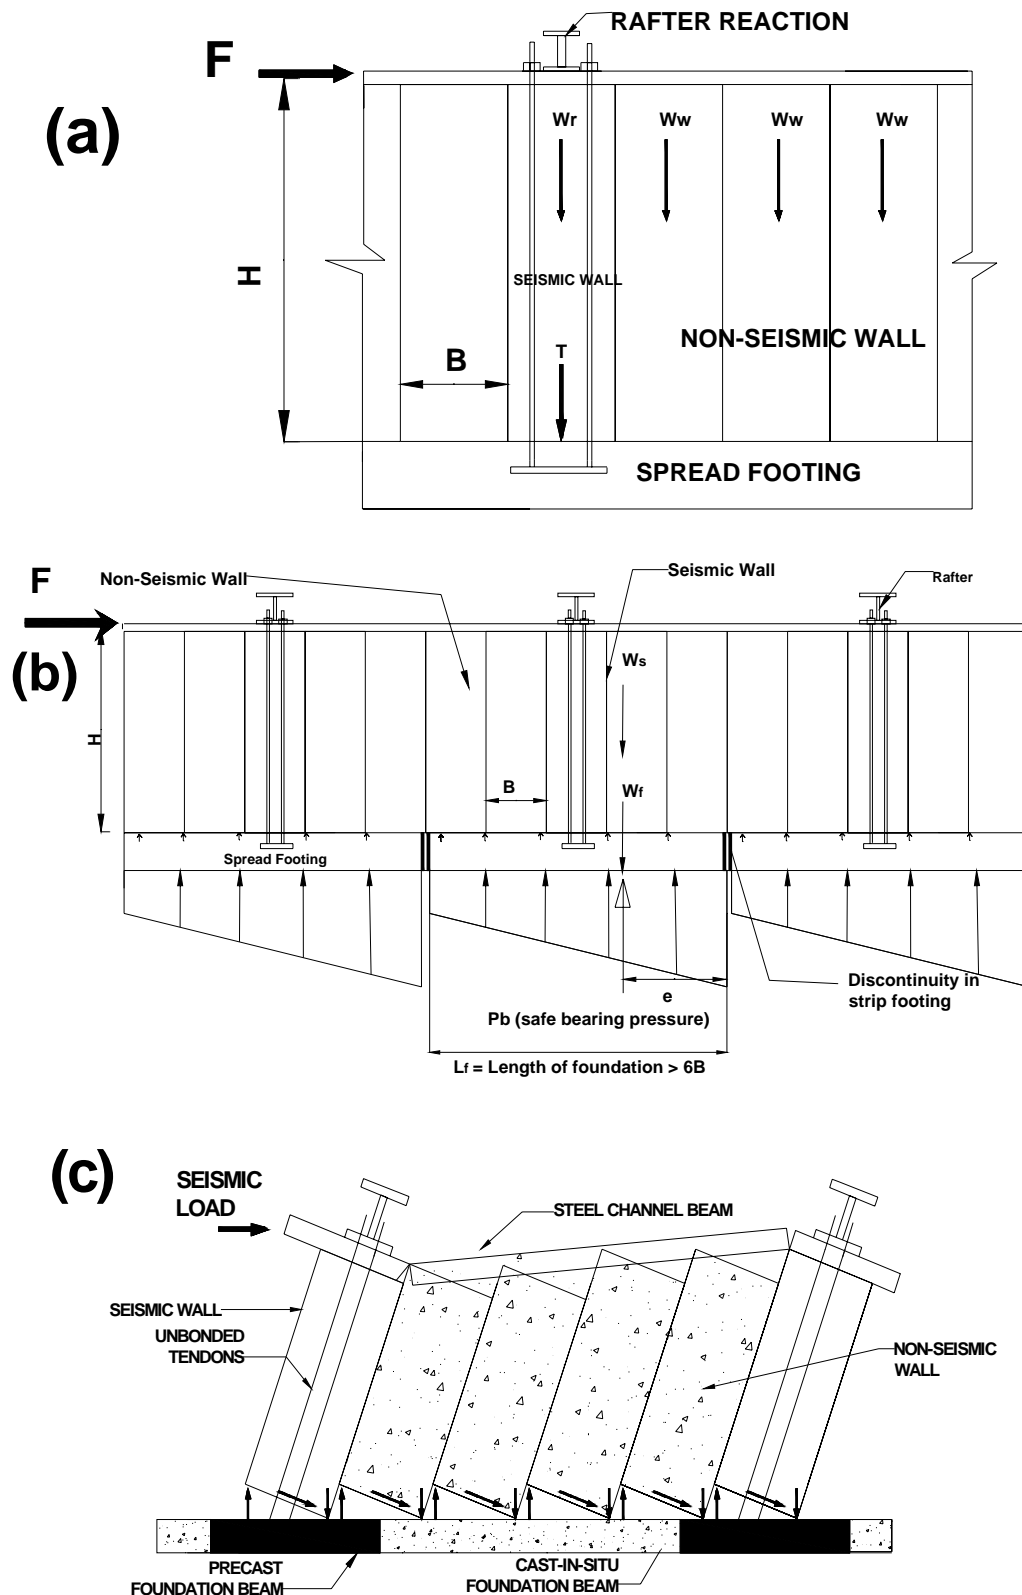 RAFTER REACTION
F
(a)
Wr
Ww
Ww
Ww
H
SEISMIC WALL
NON-SEISMIC WALL
B
T
SPREAD FOOTING
F
Non-Seismic Wall
Seismic Wall
Rafter
(b)
Ws
H
B
Wf
Spread Footing
Discontinuity in
strip footing
e
Pb (safe bearing pressure)
Lf = Length of foundation > 6B
(c)
SEISMIC
LOAD
STEEL CHANNEL BEAM
SEISMIC WALL
UNBONDED
TENDONS
NON-SEISMIC
WALL
PRECAST
FOUNDATION BEAM
CAST-IN-SITU
FOUNDATION BEAM